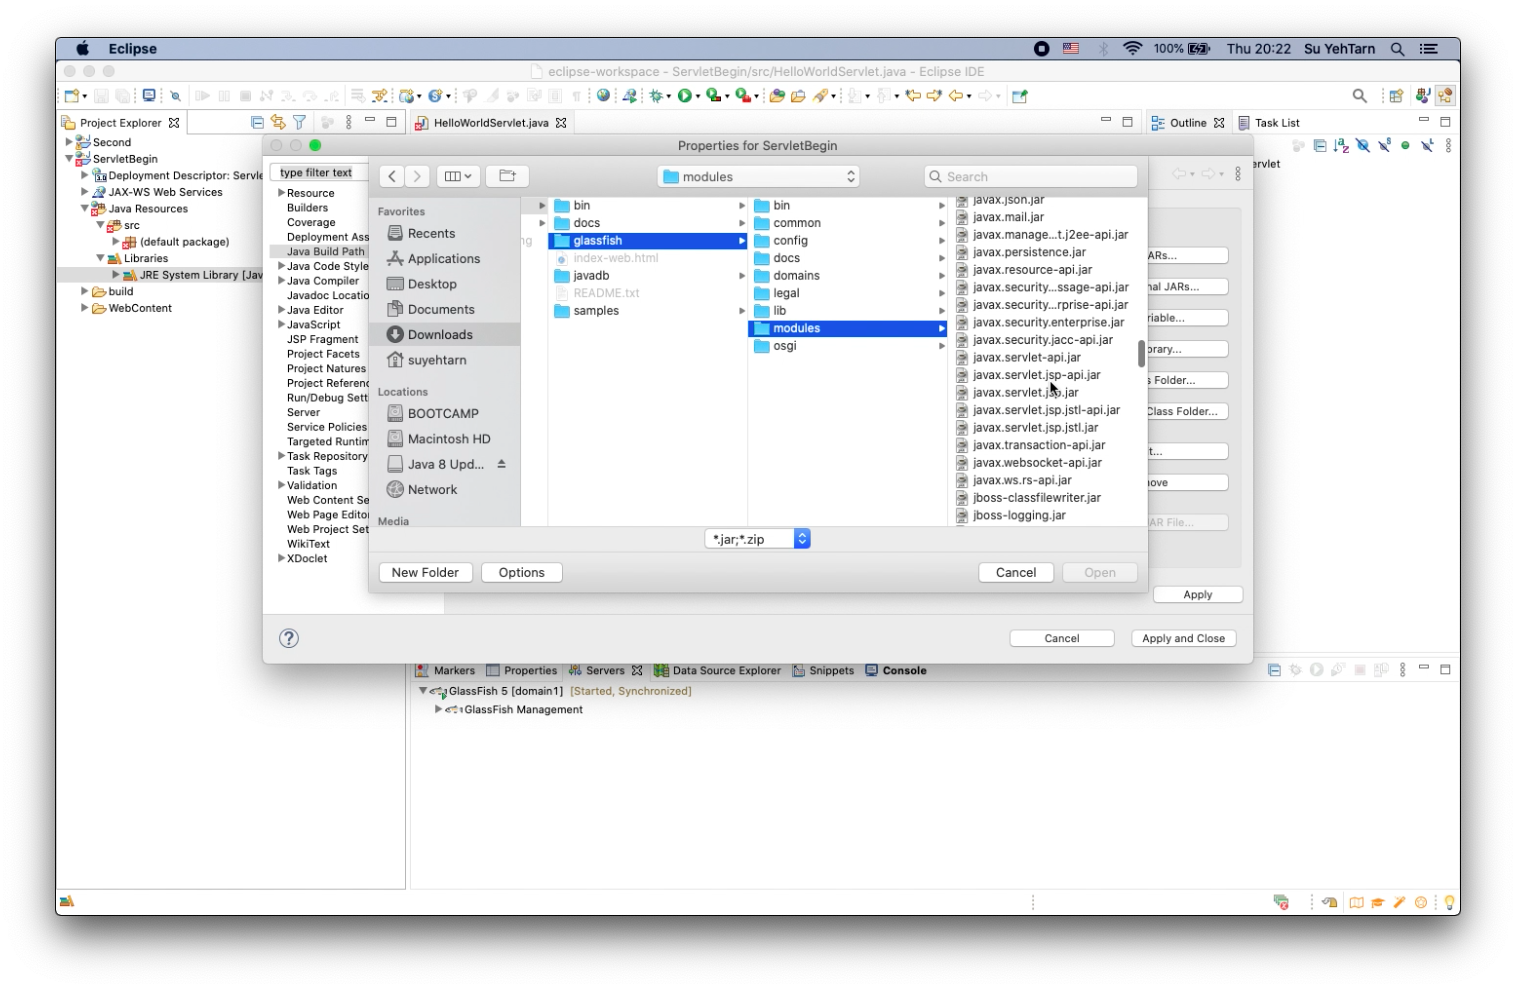 Eclipse
100%
Thu 20:22
Su YehTarn
eclipse-workspace - ServletBegin/src/HelloWorldServlet.java - Eclipse IDE
Project Explorer
HelloWorldServlet.java
Outline
Task List
Second
ServletBegin
Deployment Descriptor: Servle
JAX-WS Web Services
Java Resources
src
(default package)
Libraries
JRE System Library [Jav
build
WebContent
Properties for ServletBegin
type filter text
Resource
Builders
Coverage
Deployment Ass
Java Build Path
Java Code Style
Java Compiler
Javadoc Locatio
Java Editor
JavaScript
JSP Fragment
Project Facets
Project Natures
Project Referenc
Run/Debug Sett
Server
Service Policies
Targeted Runtim
Task Repository
Task Tags
Validation
Web Content Se
Web Page Edito
Web Project Set
WikiText
XDoclet
modules
Search
Favorites
Recents
Applications
Desktop
Documents
Downloads
suyehtarn
Locations
BOOTCAMP
Macintosh HD
Java 8 Upd...
Network
Media
ng
bin
docs
glassfish
index-web.html
javadb
README.txt
samples
bin
common
config
docs
domains
legal
lib
modules
osgi
javax.json.jar
javax.mail.jar
javax.manage...t.j2ee-api.jar
javax.persistence.jar
javax.resource-api.jar
javax.security...ssage-api.jar
javax.security...rprise-api.jar
javax.security.enterprise.jar
javax.security.jacc-api.jar
javax.servlet-api.jar
javax.servlet.jsp-api.jar
javax.servlet.jsp.jar
javax.servlet.jsp.jstl-api.jar
javax.servlet.jsp.jstl.jar
javax.transaction-api.jar
javax.websocket-api.jar
javax.ws.rs-api.jar
jboss-classfilewriter.jar
jboss-logging.jar
*.jar;*.zip
New Folder
Options
Cancel
Open
ervlet
ARs...
nal JARs...
riable...
brary...
s Folder...
Class Folder...
t...
ove
AR File...
Apply
?
Cancel
Apply and Close
Markers
Properties
Servers
Data Source Explorer
Snippets
Console
GlassFish 5 [domain1] [Started, Synchronized]
GlassFish Management